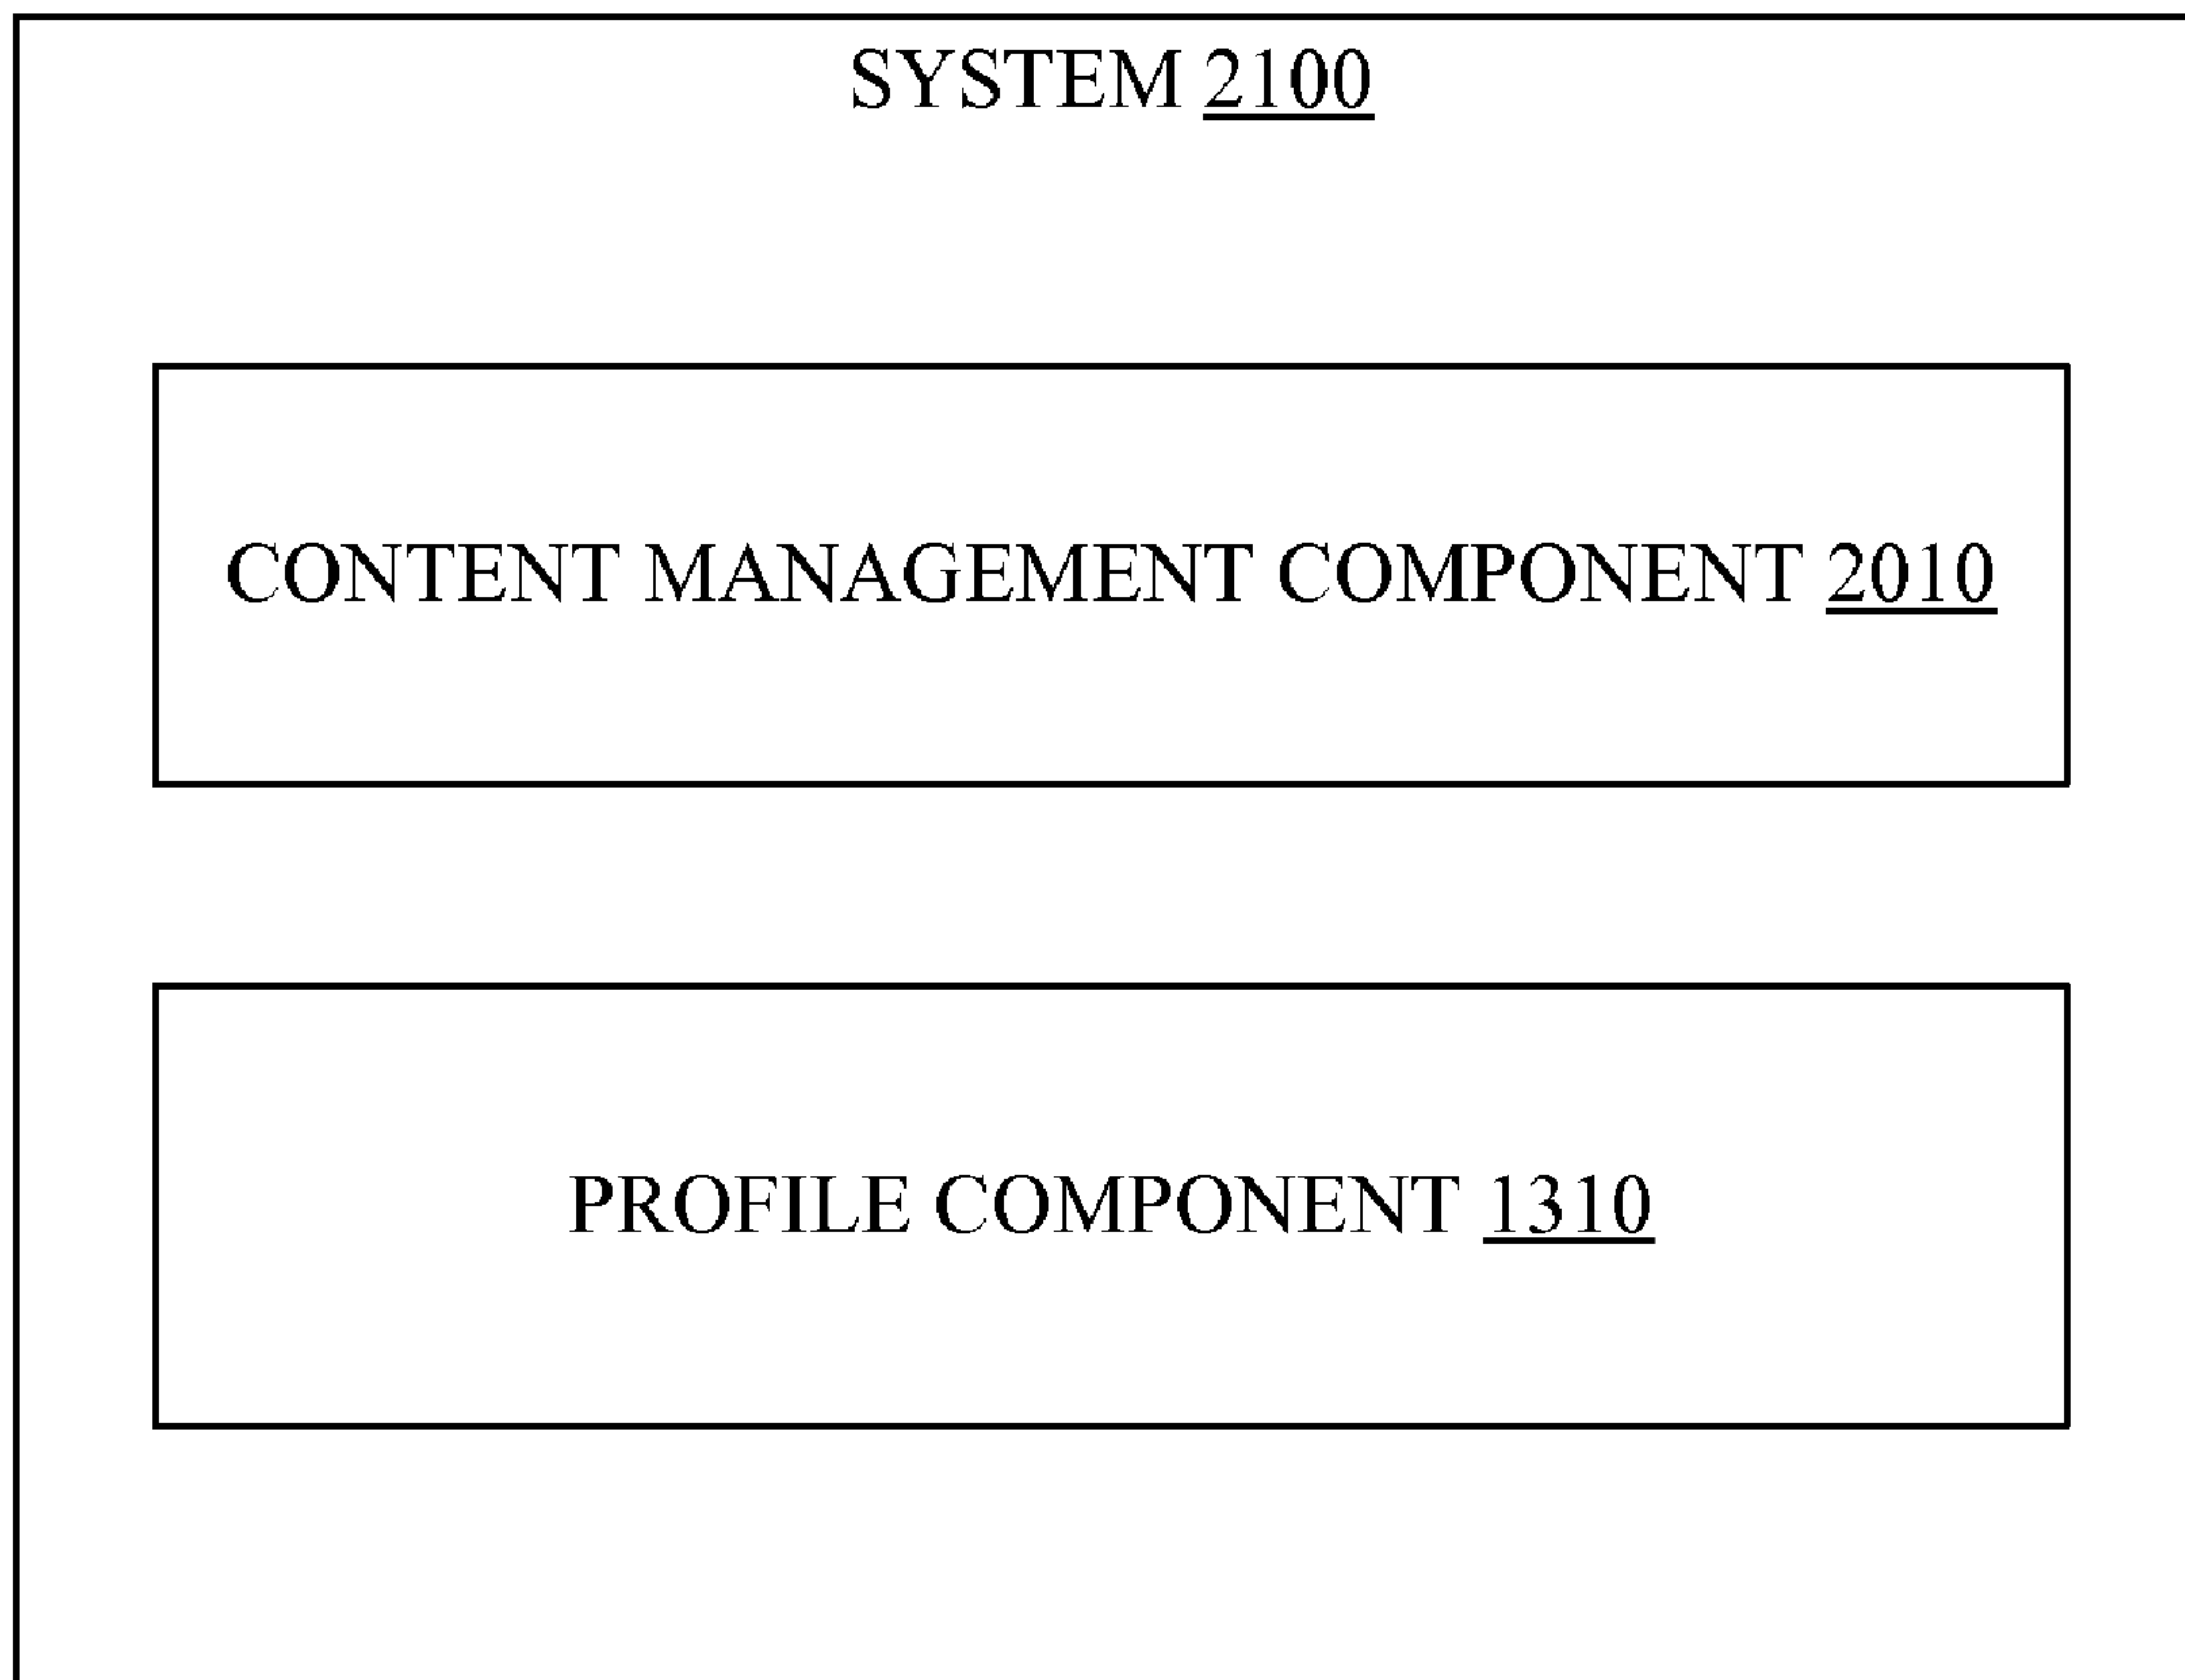 SYSTEM 2100
CONTENT MANAGEMENT COMPONENT 2010
PROFILE COMPONENT 1310